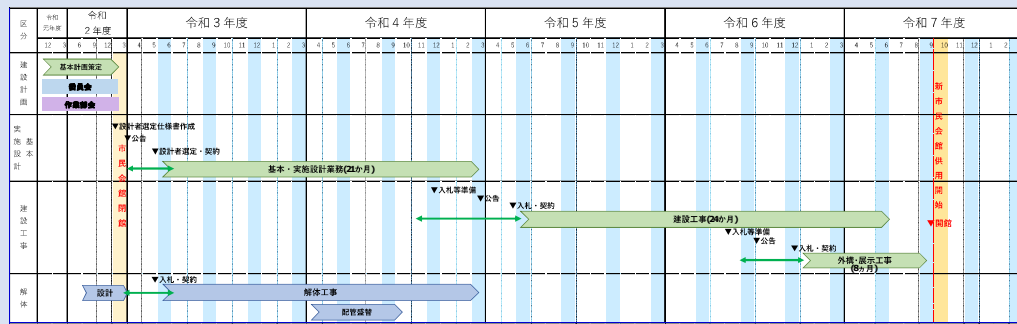 区分
令和元年度
令和２年度
令和３年度
令和４年度
令和５年度
令和６年度
令和７年度
12 3 6 9 12 3 4 5 6 7 8 9 10 11 12 1 2 3 4 5 6 7 8 9 10 11 12 1 2 3 4 5 6 7 8 9 10 11 12 1 2 3 4 5 6 7 8 9 10 11 12 1 2 3 4 5 6 7 8 9 10 11 12 1 2
建設計画
基本計画策定
委員会
作業部会
実施設計
基本
▼設計者選定仕様書作成
▼公告
▼設計者選定・契約
基本・実施設計業務(21か月)
市民会館閉館
建設工事
▼入札等準備
▼公告
▼入札・契約
建設工事(24か月)
▼入札等準備
▼公告
▼入札・契約
外構・展示工事
(8ヵ月)
新市民会館供用開始
▼開館
解体
設計
▼入札・契約
解体工事
配管盛替